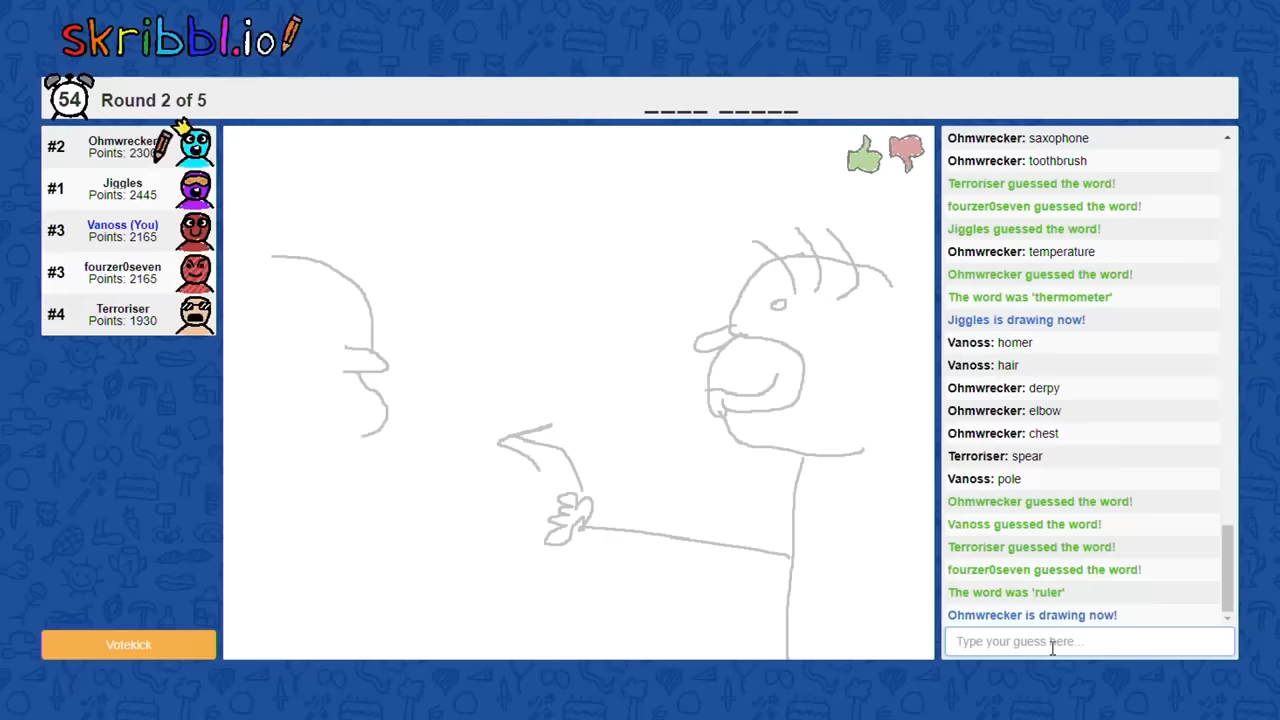 skribbl.io
54
Round 2 of 5
____ _____
#2
Ohmwrecker
Points: 2300
#1
Jiggles
Points: 2445
#3
Vanoss (You)
Points: 2165
#3
fourzer0seven
Points: 2165
#4
Terroriser
Points: 1930
Votekick
Ohmwrecker: saxophone
Ohmwrecker: toothbrush
Terroriser guessed the word!
fourzer0seven guessed the word!
Jiggles guessed the word!
Ohmwrecker: temperature
Ohmwrecker guessed the word!
The word was 'thermometer'
Jiggles is drawing now!
Vanoss: homer
Vanoss: hair
Ohmwrecker: derpy
Ohmwrecker: elbow
Ohmwrecker: chest
Terroriser: spear
Vanoss: pole
Ohmwrecker guessed the word!
Vanoss guessed the word!
Terroriser guessed the word!
fourzer0seven guessed the word!
The word was 'ruler'
Ohmwrecker is drawing now!
Type your guess here...